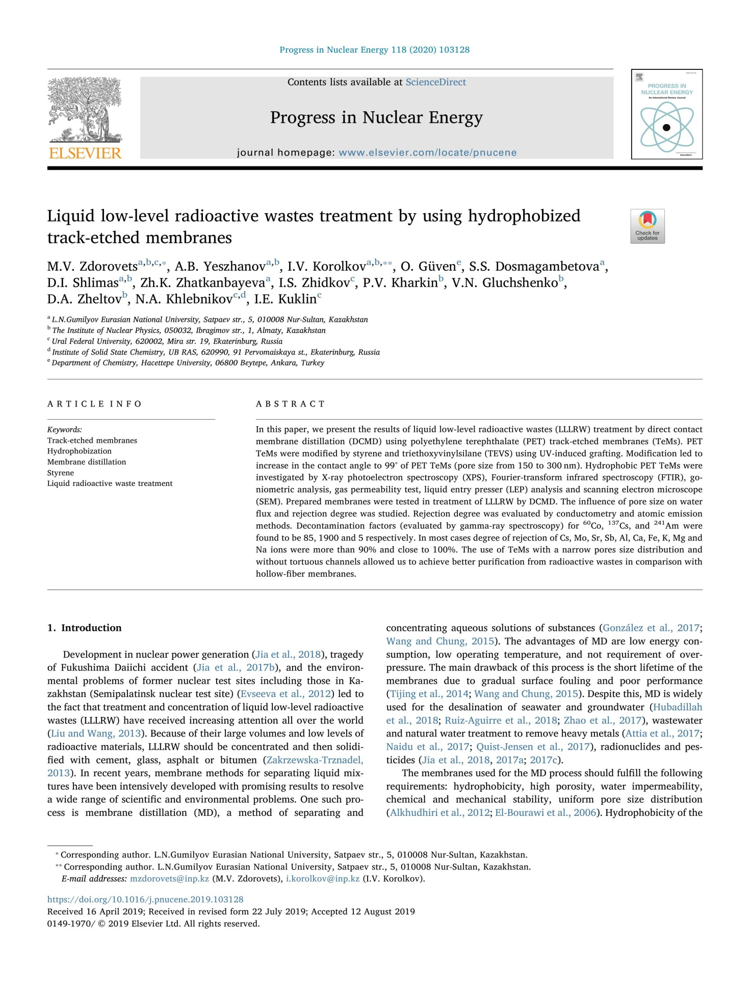 Progress in Nuclear Energy 118 (2020) 103128
Contents lists available at ScienceDirect
Progress in Nuclear Energy
journal homepage: www.elsevier.com/locate/pnucene
NON SOLUS
ELSEVIER
PROGRESS IN
NUCLEAR ENERGY
An International Review Journal
ScienceDirect
Liquid low-level radioactive wastes treatment by using hydrophobized
track-etched membranes
Check for
updates
M.V. Zdorovets^a,b,c,*, A.B. Yeszhanov^a,b, I.V. Korolkov^a,b,**, O. Güven^e, S.S. Dosmagambetova^a,
D.I. Shlimas^a,b, Zh.K. Zhatkanbayeva^a, I.S. Zhidkov^c, P.V. Kharkin^b, V.N. Gluchshenko^b,
D.A. Zheltov^b, N.A. Khlebnikov^c,d, I.E. Kuklin^c
a L.N.Gumilyov Eurasian National University, Satpaev str., 5, 010008 Nur-Sultan, Kazakhstan
b The Institute of Nuclear Physics, 050032, Ibragimov str., 1, Almaty, Kazakhstan
c Ural Federal University, 620002, Mira str. 19, Ekaterinburg, Russia
d Institute of Solid State Chemistry, UB RAS, 620990, 91 Pervomaiskaya st., Ekaterinburg, Russia
e Department of Chemistry, Hacettepe University, 06800 Beytepe, Ankara, Turkey
ARTICLE INFO
Keywords:
Track-etched membranes
Hydrophobization
Membrane distillation
Styrene
Liquid radioactive waste treatment
ABSTRACT
In this paper, we present the results of liquid low-level radioactive wastes (LLLRW) treatment by direct contact
membrane distillation (DCMD) using polyethylene terephthalate (PET) track-etched membranes (TeMs). PET
TeMs were modified by styrene and triethoxyvinylsilane (TEVS) using UV-induced grafting. Modification led to
increase in the contact angle to 99° of PET TeMs (pore size from 150 to 300 nm). Hydrophobic PET TeMs were
investigated by X-ray photoelectron spectroscopy (XPS), Fourier-transform infrared spectroscopy (FTIR), go-
niometric analysis, gas permeability test, liquid entry presser (LEP) analysis and scanning electron microscope
(SEM). Prepared membranes were tested in treatment of LLLRW by DCMD. The influence of pore size on water
flux and rejection degree was studied. Rejection degree was evaluated by conductometry and atomic emission
methods. Decontamination factors (evaluated by gamma-ray spectroscopy) for ^60Co, ^137Cs, and ^241Am were
found to be 85, 1900 and 5 respectively. In most cases degree of rejection of Cs, Mo, Sr, Sb, Al, Ca, Fe, K, Mg and
Na ions were more than 90% and close to 100%. The use of TeMs with a narrow pores size distribution and
without tortuous channels allowed us to achieve better purification from radioactive wastes in comparison with
hollow-fiber membranes.
1. Introduction
Development in nuclear power generation (Jia et al., 2018), tragedy
of Fukushima Daiichi accident (Jia et al., 2017b), and the environ-
mental problems of former nuclear test sites including those in Ka-
zakhstan (Semipalatinsk nuclear test site) (Evseeva et al., 2012) led to
the fact that treatment and concentration of liquid low-level radioactive
wastes (LLLRW) have received increasing attention all over the world
(Liu and Wang, 2013). Because of their large volumes and low levels of
radioactive materials, LLLRW should be concentrated and then solidi-
fied with cement, glass, asphalt or bitumen (Zakrzewska-Trznadel,
2013). In recent years, membrane methods for separating liquid mix-
tures have been intensively developed with promising results to resolve
a wide range of scientific and environmental problems. One such pro-
cess is membrane distillation (MD), a method of separating and
concentrating aqueous solutions of substances (González et al., 2017;
Wang and Chung, 2015). The advantages of MD are low energy con-
sumption, low operating temperature, and not requirement of over-
pressure. The main drawback of this process is the short lifetime of the
membranes due to gradual surface fouling and poor performance
(Tijing et al., 2014; Wang and Chung, 2015). Despite this, MD is widely
used for the desalination of seawater and groundwater (Hubadillah
et al., 2018; Ruiz-Aguirre et al., 2018; Zhao et al., 2017), wastewater
and natural water treatment to remove heavy metals (Attia et al., 2017;
Naidu et al., 2017; Quist-Jensen et al., 2017), radionuclides and pes-
ticides (Jia et al., 2018, 2017a; 2017c).
The membranes used for the MD process should fulfill the following
requirements: hydrophobicity, high porosity, water impermeability,
chemical and mechanical stability, uniform pore size distribution
(Alkhudhiri et al., 2012; El-Bourawi et al., 2006). Hydrophobicity of the
* Corresponding author. L.N.Gumilyov Eurasian National University, Satpaev str., 5, 010008 Nur-Sultan, Kazakhstan.
** Corresponding author. L.N.Gumilyov Eurasian National University, Satpaev str., 5, 010008 Nur-Sultan, Kazakhstan.
E-mail addresses: mzdorovets@inp.kz (M.V. Zdorovets), i.korolkov@inp.kz (I.V. Korolkov).
https://doi.org/10.1016/j.pnucene.2019.103128
Received 16 April 2019; Received in revised form 22 July 2019; Accepted 12 August 2019
0149-1970/ © 2019 Elsevier Ltd. All rights reserved.